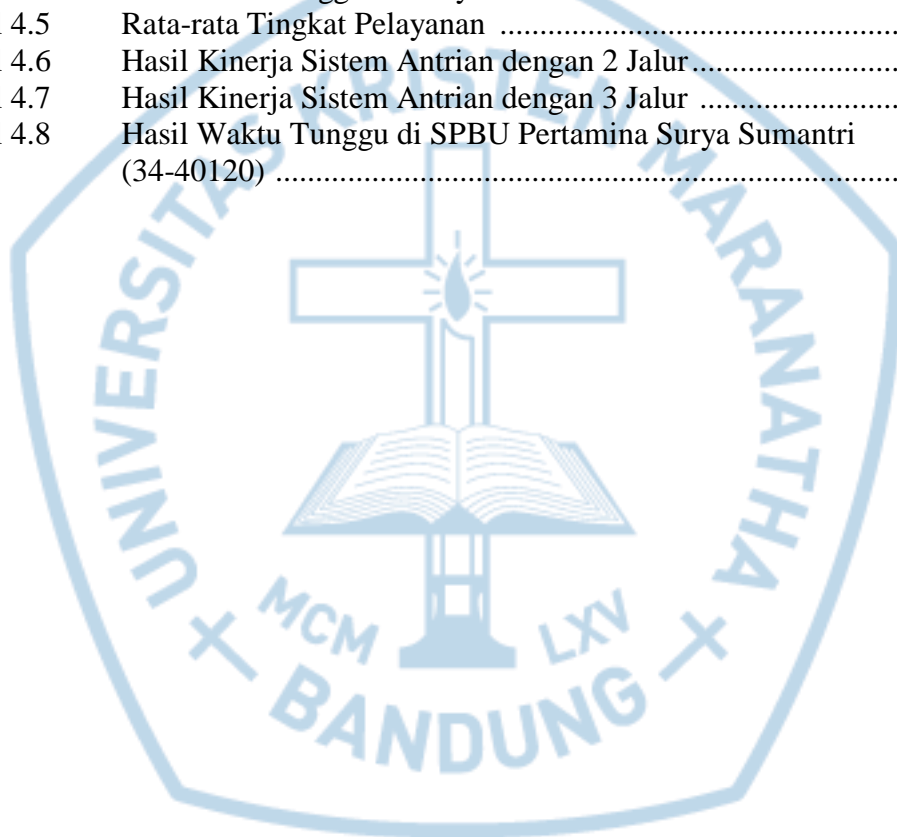 4.5 Rata-rata Tingkat Pelayanan ........................................................
4.6 Hasil Kinerja Sistem Antrian dengan 2 Jalur ............................
4.7 Hasil Kinerja Sistem Antrian dengan 3 Jalur ............................
4.8 Hasil Waktu Tunggu di SPBU Pertamina Surya Sumantri
(34-40120) ......................................................................................
UNIVERSITAS KRISTEN MARANATHA
MCM LXV
BANDUNG